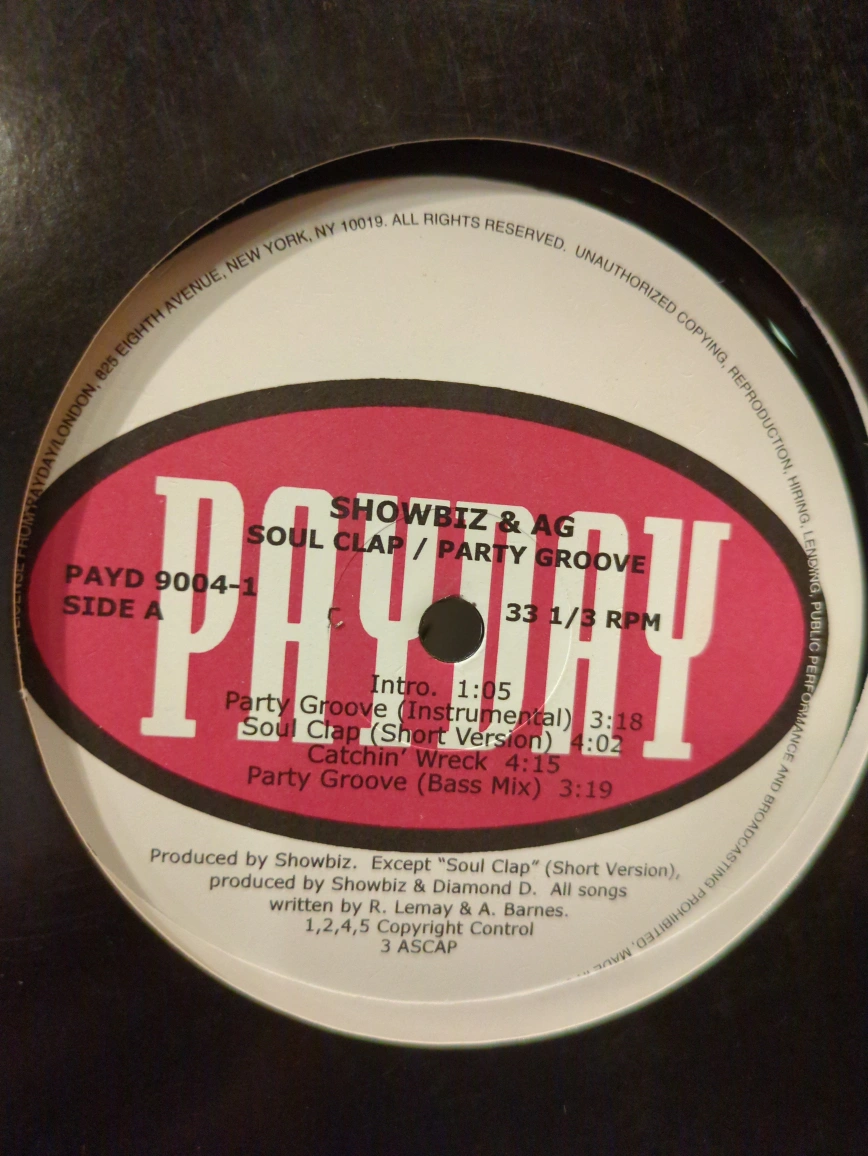 LICENSE FROM PAYDAY/LONDON, 825 EIGHTH AVENUE, NEW YORK, NY 10019. ALL RIGHTS RESERVED. UNAUTHORIZED COPYING, REPRODUCTION, HIRING, LENDING, PUBLIC PERFORMANCE AND BROADCASTING PROHIBITED. MADE
PAYDAY
SHOWBIZ & AG
SOUL CLAP / PARTY GROOVE
PAYD 9004-1
SIDE A
33 1/3 RPM
Intro. 1:05
Party Groove (Instrumental) 3:18
Soul Clap (Short Version) 4:02
Catchin' Wreck 4:15
Party Groove (Bass Mix) 3:19
Produced by Showbiz. Except "Soul Clap" (Short Version),
produced by Showbiz & Diamond D. All songs
written by R. Lemay & A. Barnes.
1,2,4,5 Copyright Control
3 ASCAP